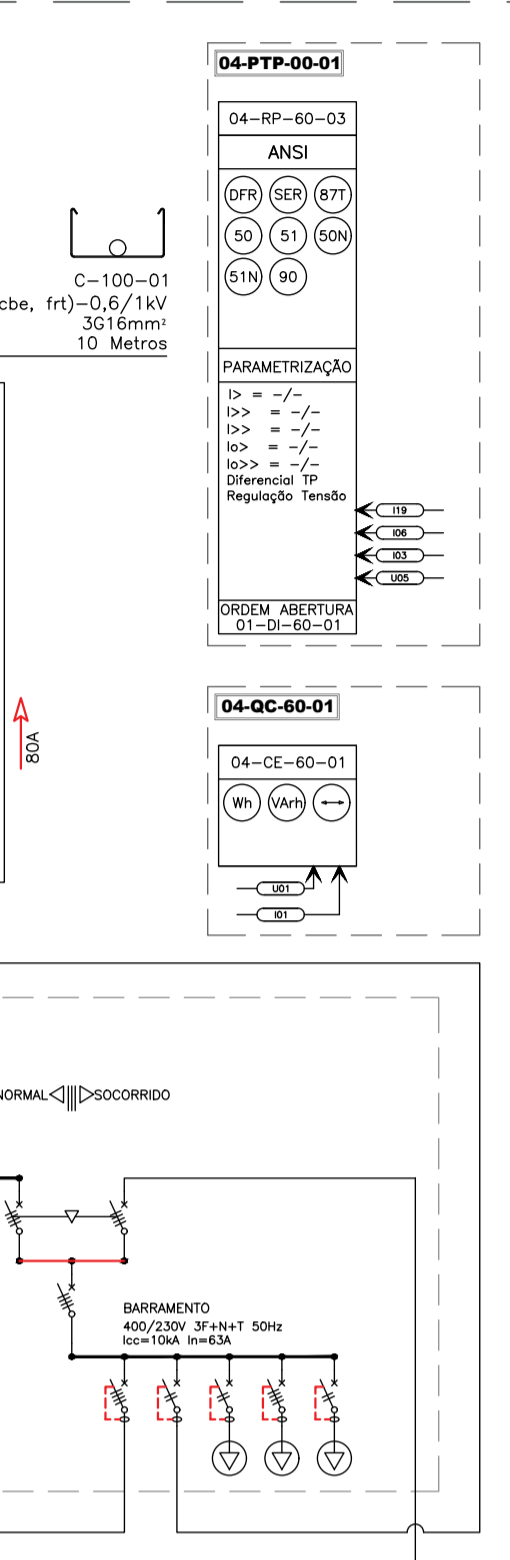 04-PTP-00-01
04-RP-60-03
ANSI
DFR SER 87T
50 51 50N
51N 90
C-100-01
cbe, frt)-0,6/1kV
3G16mm²
10 Metros
PARAMETRIZAÇÃO
I> = -/-
I>> = -/-
I>> = -/-
Io> = -/-
Io>> = -/-
Diferencial TP
Regulação Tensão
I19
I06
I03
U05
ORDEM ABERTURA
01-DI-60-01
04-QC-60-01
80A
04-CE-60-01
Wh VArh
U01
I01
NORMAL SOCORRIDO
BARRAMENTO
400/230V 3F+N+T 50Hz
Icc=10kA In=63A